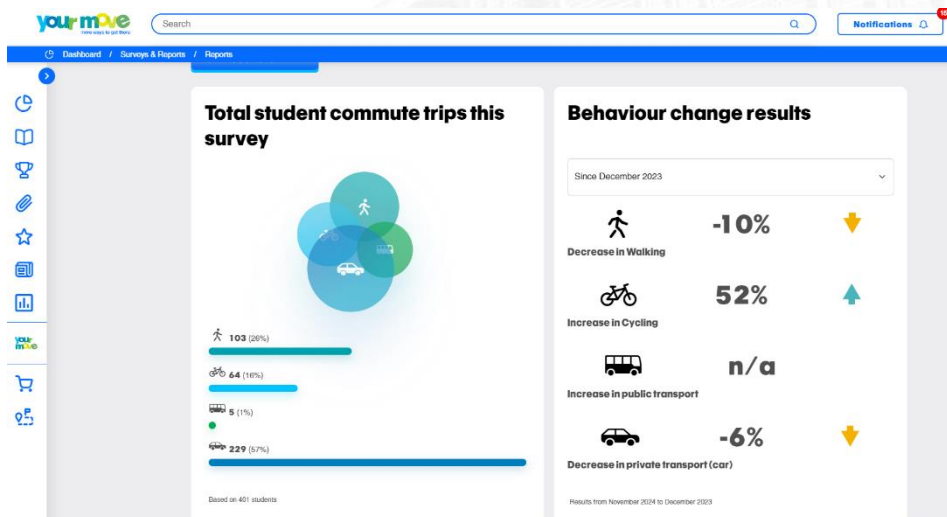 your move
new ways to get there
Search
Notifications
15
Dashboard / Surveys & Reports / Reports
Total student commute trips this
survey
103 (26%)
64 (16%)
5 (1%)
229 (57%)
Based on 401 students
Behaviour change results
Since December 2023
-10%
Decrease in Walking
52%
Increase in Cycling
n/a
Increase in public transport
-6%
Decrease in private transport (car)
Results from November 2024 to December 2023
your
move